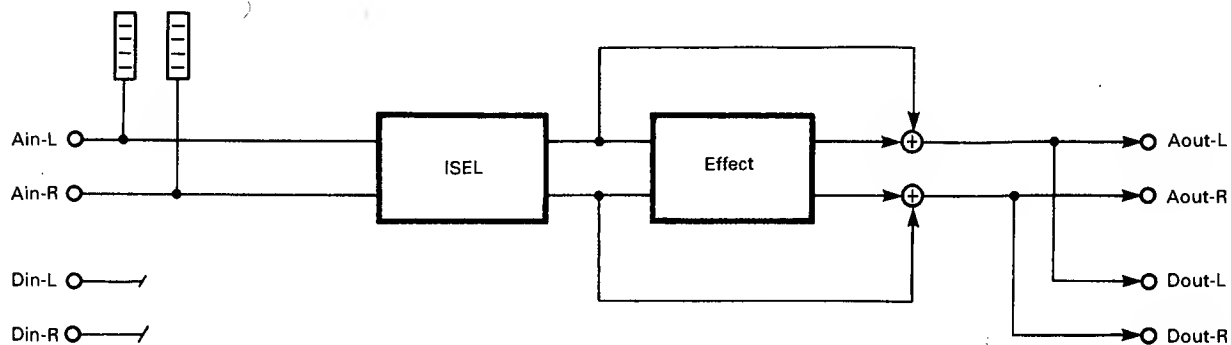 Ain-L
Ain-R
Din-L
Din-R
ISEL
Effect
Aout-L
Aout-R
Dout-L
Dout-R